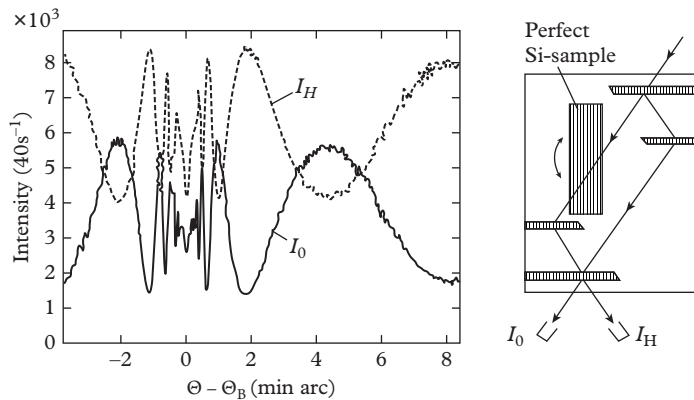 ×10³
9
8
7
6
5
4
3
2
1
0
Intensity (40s⁻¹)
−2
0
2
4
6
8
Θ – Θ_B (min arc)
I_H
I_0
Perfect
Si-sample
I_0
I_H